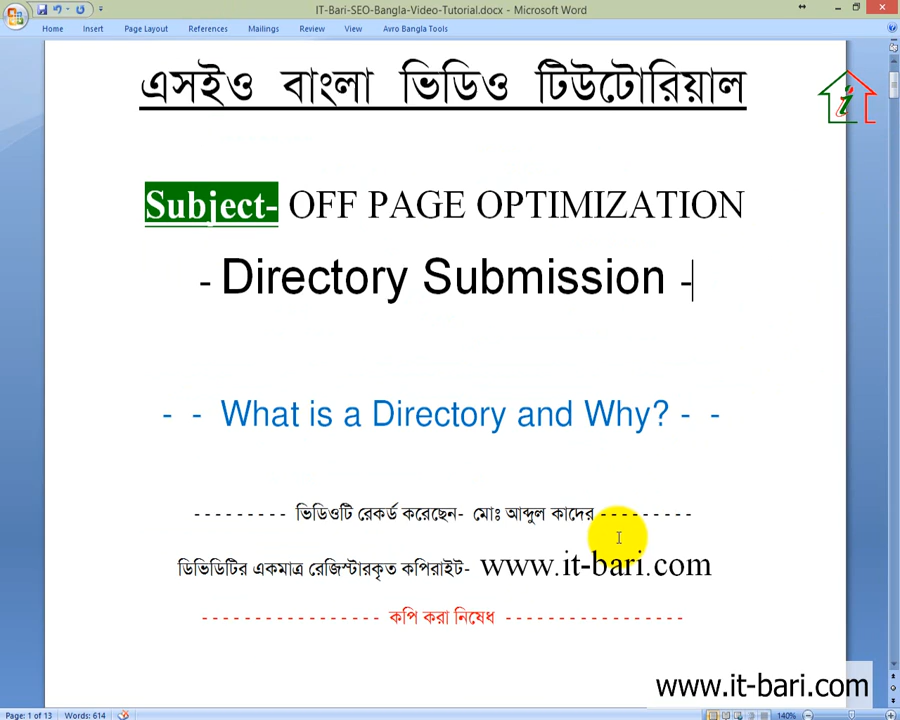 IT-Bari-SEO-Bangla-Video-Tutorial.docx - Microsoft Word
Home Insert Page Layout References Mailings Review View Avro Bangla Tools
এসইও বাংলা ভিডিও টিউটোরিয়াল
Subject- OFF PAGE OPTIMIZATION
- Directory Submission -
- - What is a Directory and Why? - -
- - - - - - - - - ভিডিওটি রেকর্ড করেছেন- মোঃ আব্দুল কাদের - - - - - - - - -
ডিভিডিটির একমাত্র রেজিস্টারকৃত কপিরাইট- www.it-bari.com
- - - - - - - - - - - - - - - - - কপি করা নিষেধ - - - - - - - - - - - - - - - - -
www.it-bari.com
Page: 1 of 13 Words: 614 140%